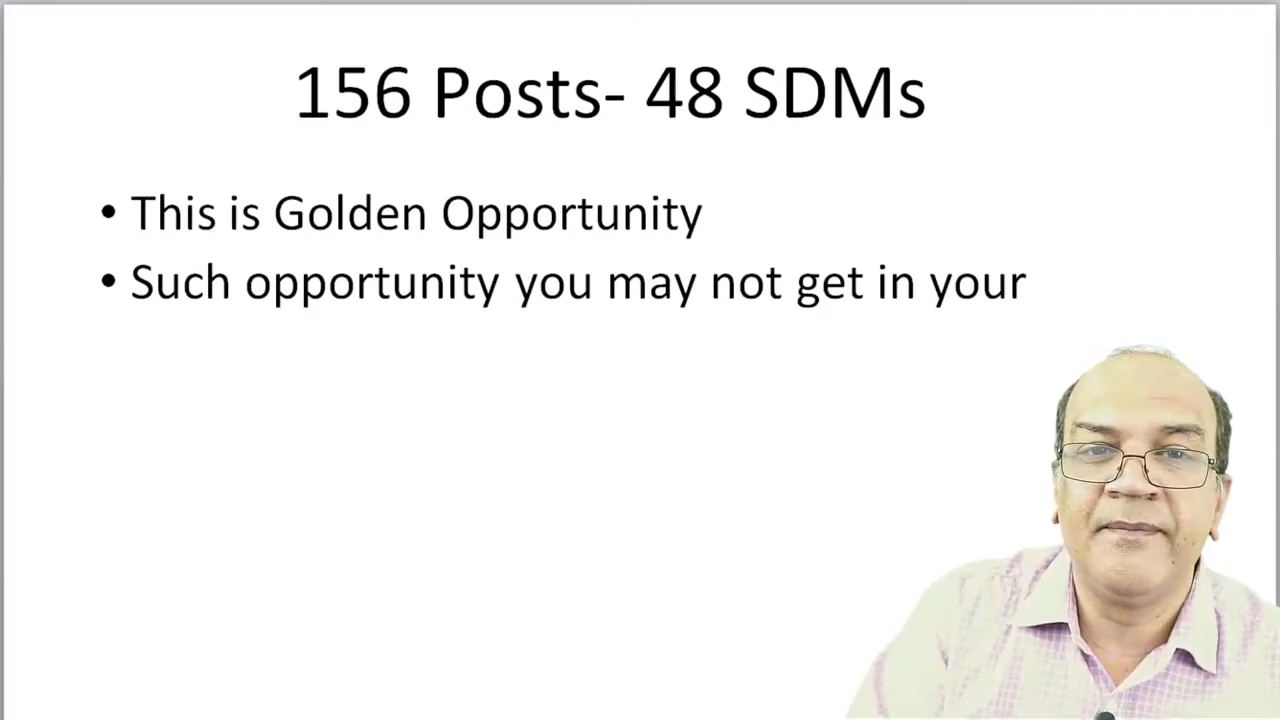 156 Posts- 48 SDMs
• This is Golden Opportunity
• Such opportunity you may not get in your